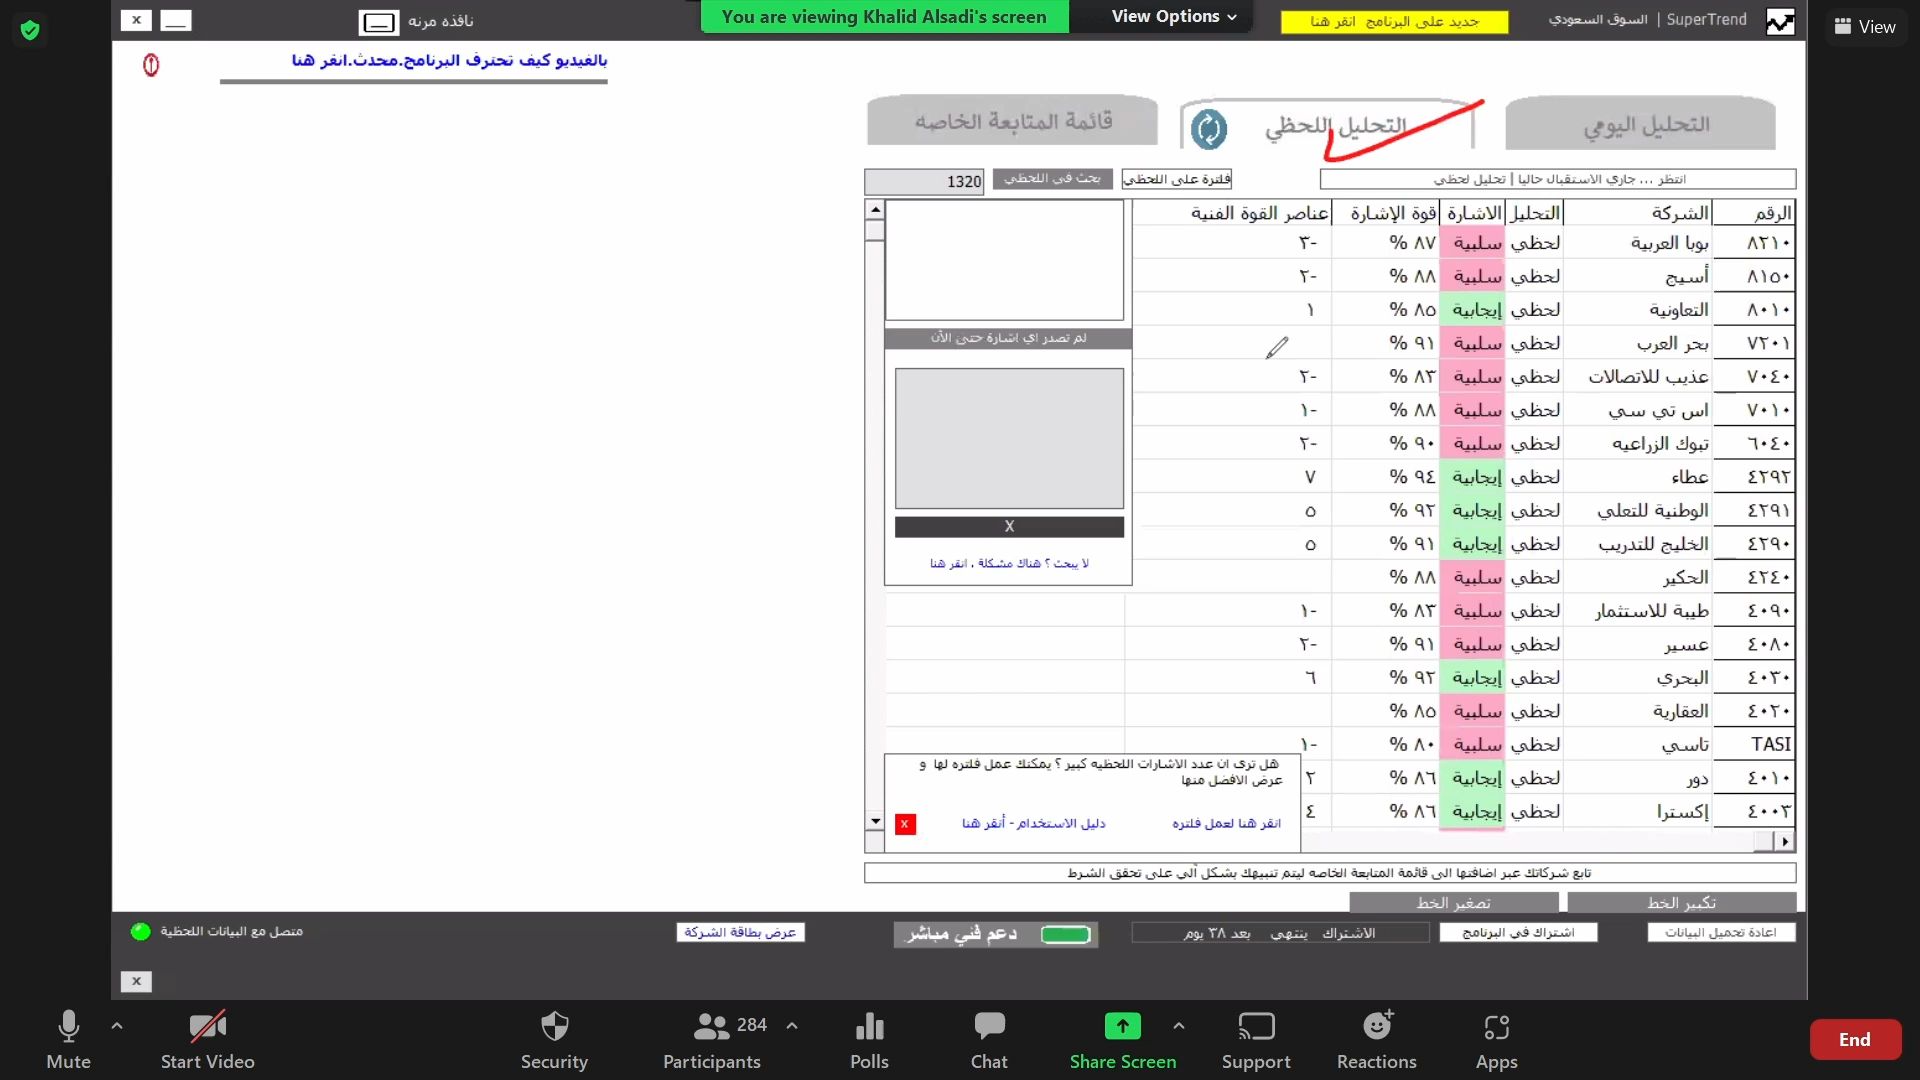 x
__
نافذه مرنه
You are viewing Khalid Alsadi's screen
View Options
جديد على البرنامج انقر هنا
السوق السعودي | SuperTrend
View
بالفيديو كيف تحترف البرنامج.محدث.انقر هنا
التحليل اليومي
التحليل اللحظي
قائمة المتابعة الخاصه
انتظر ... جاري الاستقبال حاليا | تحليل لحظي
فلترة على اللحظي
بحث في اللحظي
1320
الرقم الشركة التحليل الاشارة قوة الإشارة عناصر القوة الفنية
٨٢١٠ بوبا العربية لحظي سلبية ٨٧ % ٣-
٨١٥٠ أسيج لحظي سلبية ٨٨ % ٢-
٨٠١٠ التعاونية لحظي إيجابية ٨٥ % ١
٧٢٠١ بحر العرب لحظي سلبية ٩١ %
٧٠٤٠ عذيب للاتصالات لحظي سلبية ٨٣ % ٢-
٧٠١٠ اس تي سي لحظي سلبية ٨٨ % ١-
٦٠٤٠ تبوك الزراعيه لحظي سلبية ٩٠ % ٢-
٤٢٩٢ عطاء لحظي إيجابية ٩٤ % ٧
٤٢٩١ الوطنية للتعلي لحظي إيجابية ٩٢ % ٥
٤٢٩٠ الخليج للتدريب لحظي إيجابية ٩١ % ٥
٤٢٤٠ الحكير لحظي سلبية ٨٨ %
٤٠٩٠ طيبة للاستثمار لحظي سلبية ٨٣ % ١-
٤٠٨٠ عسير لحظي سلبية ٩١ % ٢-
٤٠٣٠ البحري لحظي إيجابية ٩٢ % ٦
٤٠٢٠ العقارية لحظي سلبية ٨٥ %
TASI تاسي لحظي سلبية ٨٠ % ١-
٤٠١٠ دور لحظي إيجابية ٨٦ % ٢
٤٠٠٣ إكسترا لحظي إيجابية ٨٦ % ٤
لم تصدر اي اشارة حتى الآن
X
لا يبحث ؟ هناك مشكلة ، انقر هنا
هل ترى ان عدد الاشارات اللحظيه كبير ؟ يمكنك عمل فلتره لها و
عرض الافضل منها
انقر هنا لعمل فلتره
دليل الاستخدام - أنقر هنا
x
تابع شركاتك عبر اضافتها الى قائمة المتابعة الخاصه ليتم تنبيهك بشكل آلي على تحقق الشرط
تكبير الخط
تصغير الخط
اعادة تحميل البيانات
اشتراك في البرنامج
الاشتراك ينتهي بعد ٣٨ يوم
دعم فني مباشر
عرض بطاقة الشركة
متصل مع البيانات اللحظية
x
Mute
Start Video
Security
284
Participants
Polls
Chat
Share Screen
Support
Reactions
Apps
End